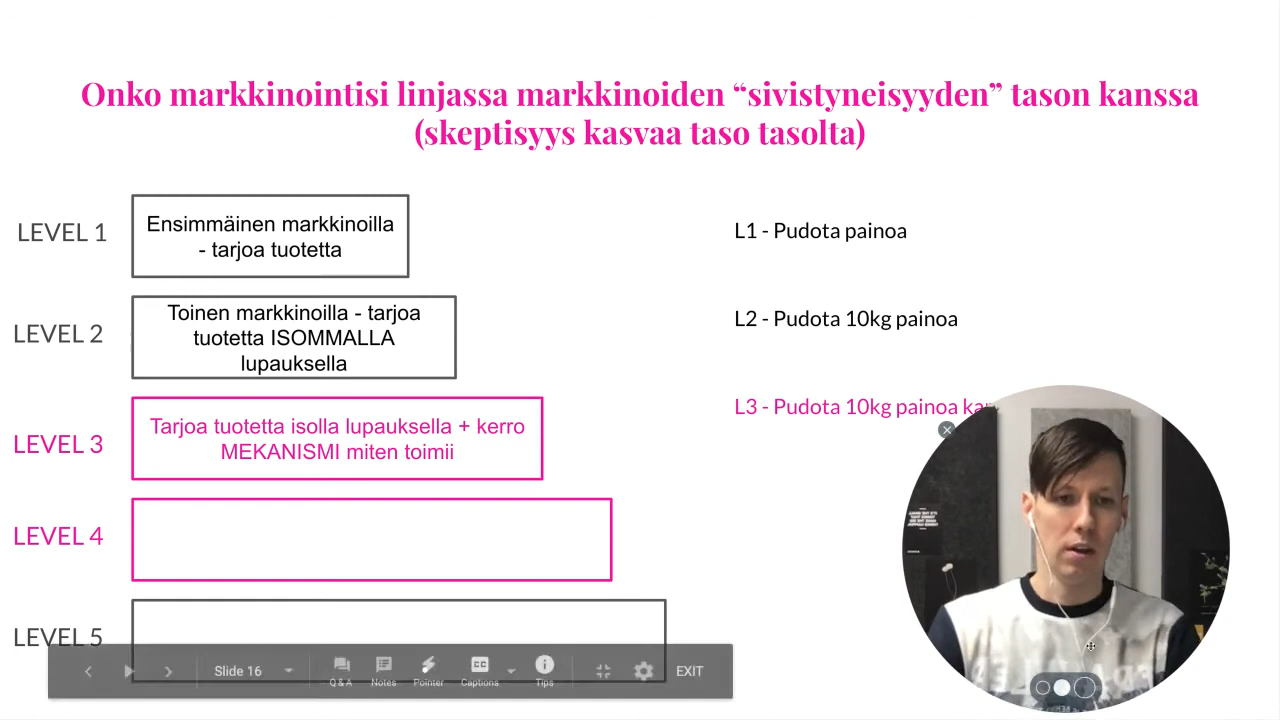 Onko markkinointisi linjassa markkinoiden “sivistyneisyyden” tason kanssa
(skeptisyys kasvaa taso tasolta)
LEVEL 1
Ensimmäinen markkinoilla
- tarjoa tuotetta
L1 - Pudota painoa
LEVEL 2
Toinen markkinoilla - tarjoa
tuotetta ISOMMALLA
lupauksella
L2 - Pudota 10kg painoa
LEVEL 3
Tarjoa tuotetta isolla lupauksella + kerro
MEKANISMI miten toimii
L3 - Pudota 10kg painoa
LEVEL 4
LEVEL 5
Slide 16
Q & A
Notes
Pointer
CC
Captions
Tips
EXIT